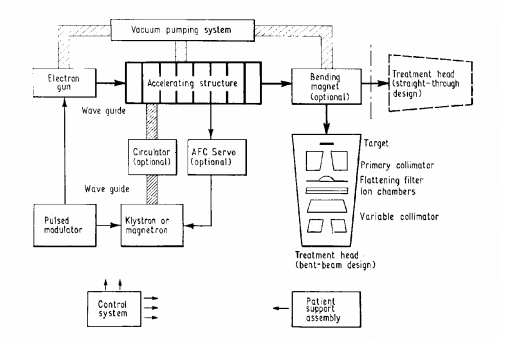 Vacuum pumping system
Electron
gun
Accelerating structure
Bending
magnet
(optional)
Treatment head
(straight-through
design)
Wave guide
Circulator
(optional)
AFC Servo
(optional)
Target
Primary collimator
Flattening filter
Ion chambers
Variable collimator
Wave guide
Pulsed
modulator
Klystron or
magnetron
Treatment head
(bent-beam design)
Control
system
Patient
support
assembly